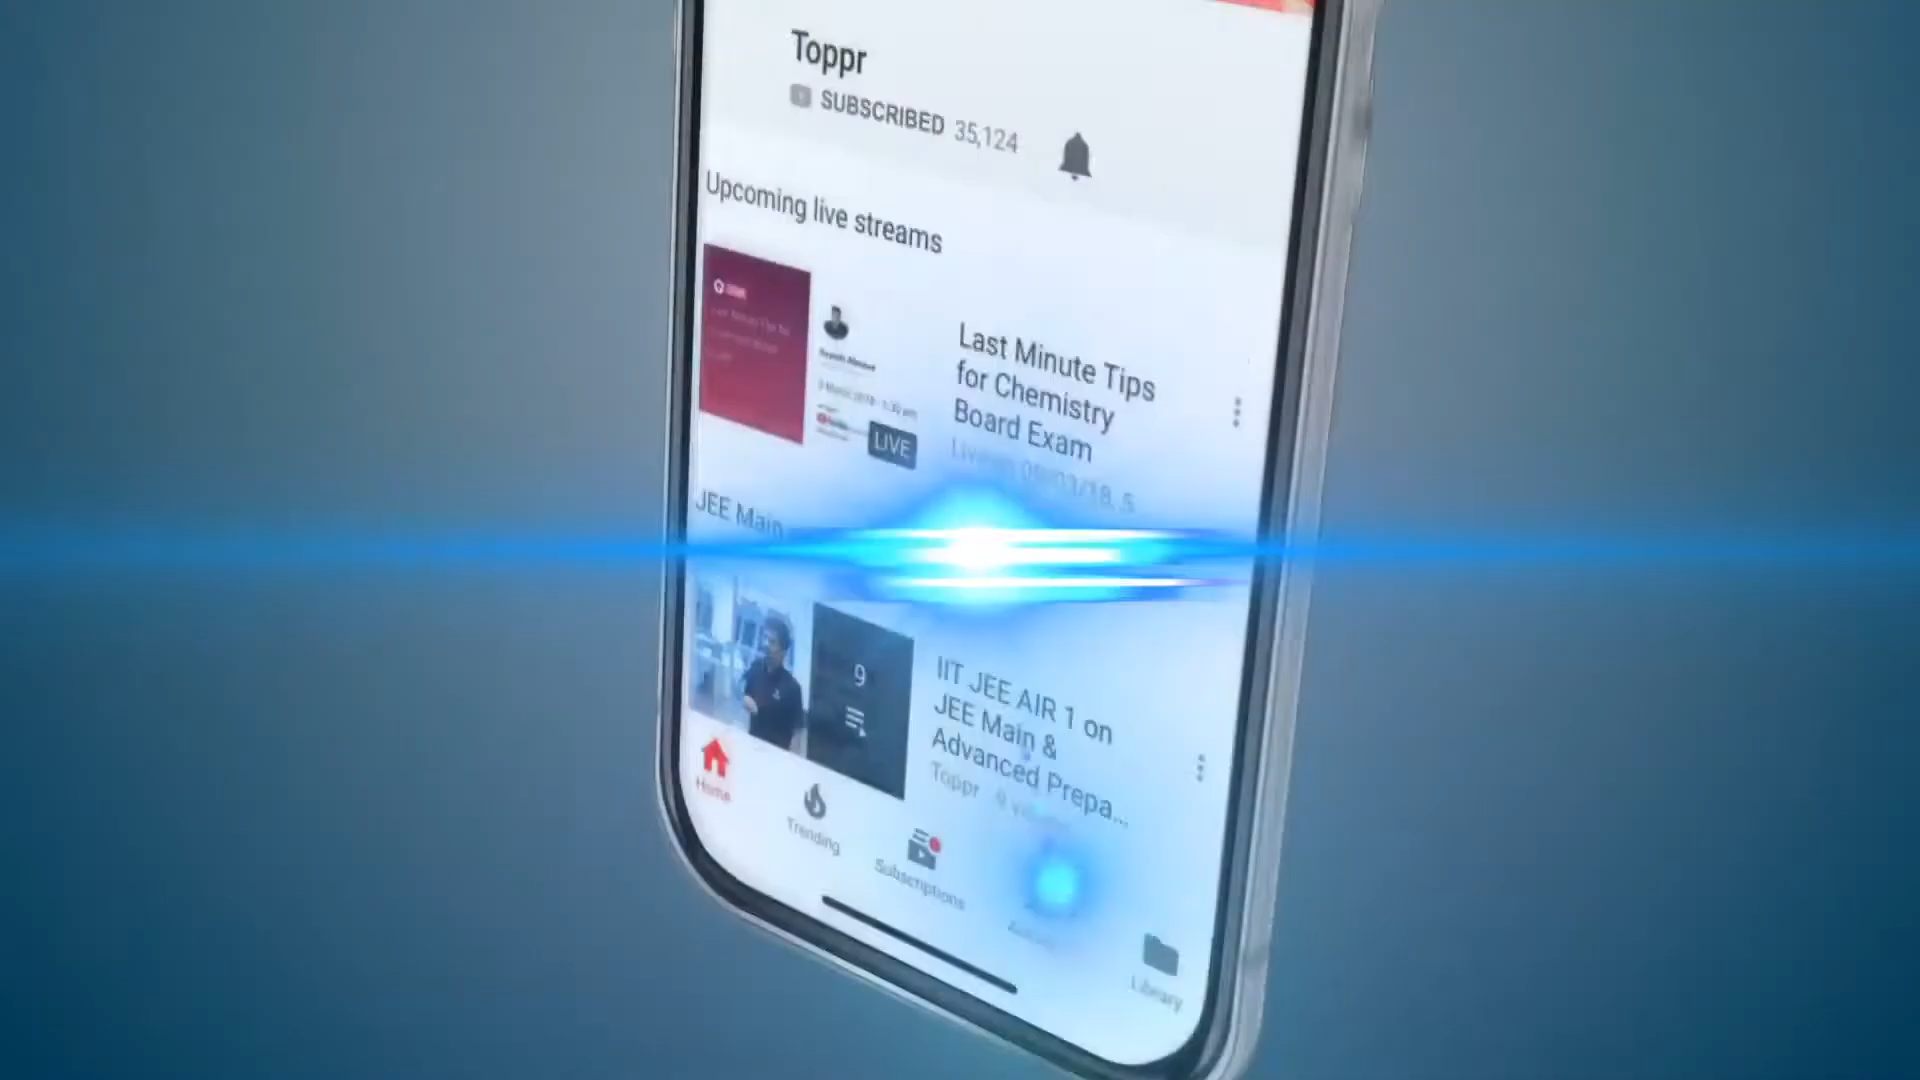 Toppr
SUBSCRIBED 35,124
Upcoming live streams
Last Minute Tips
for Chemistry
Board Exam
LIVE
JEE Main
9
IIT JEE AIR 1 on
JEE Main &
Advanced Prepa...
Toppr
Home
Trending
Subscriptions
Library